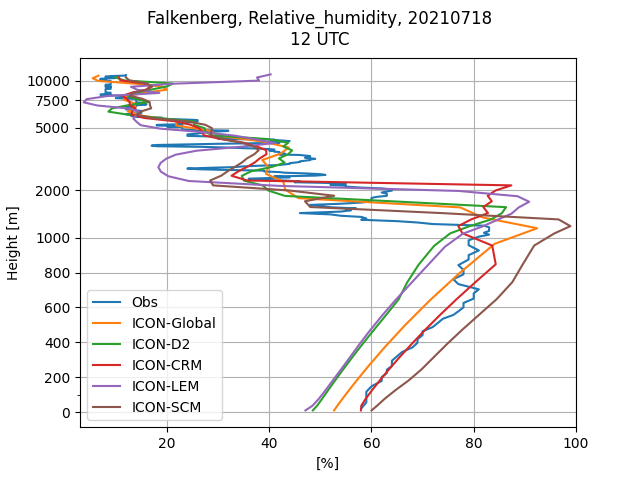 Falkenberg, Relative_humidity, 20210718
12 UTC
10000
7500
5000
2000
1000
800
600
400
200
0
Height [m]
Obs
ICON-Global
ICON-D2
ICON-CRM
ICON-LEM
ICON-SCM
20 40 60 80 100
[%]